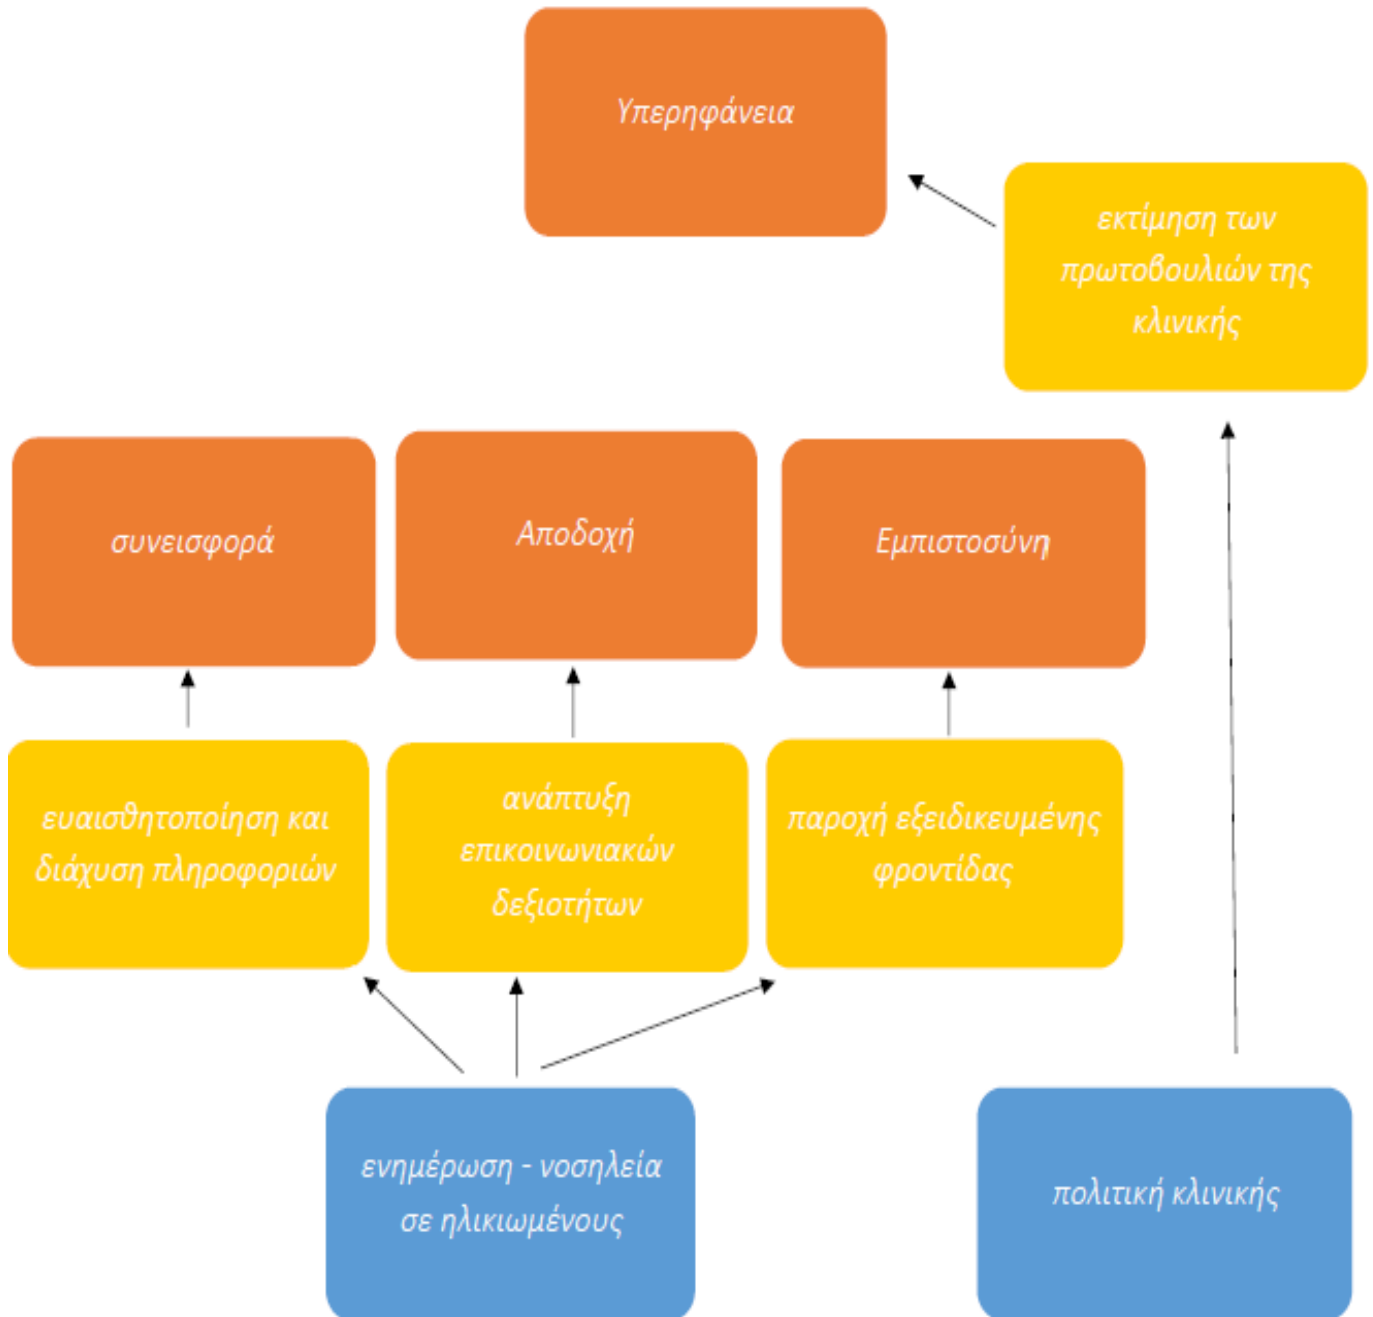 Υπερηφάνεια
εκτίμηση των
πρωτοβουλιών της
κλινικής
συνεισφορά
Αποδοχή
Εμπιστοσύνη
ευαισθητοποίηση και
διάχυση πληροφοριών
ανάπτυξη
επικοινωνιακών
δεξιοτήτων
παροχή εξειδικευμένης
φροντίδας
ενημέρωση - νοσηλεία
σε ηλικιωμένους
πολιτική κλινικής